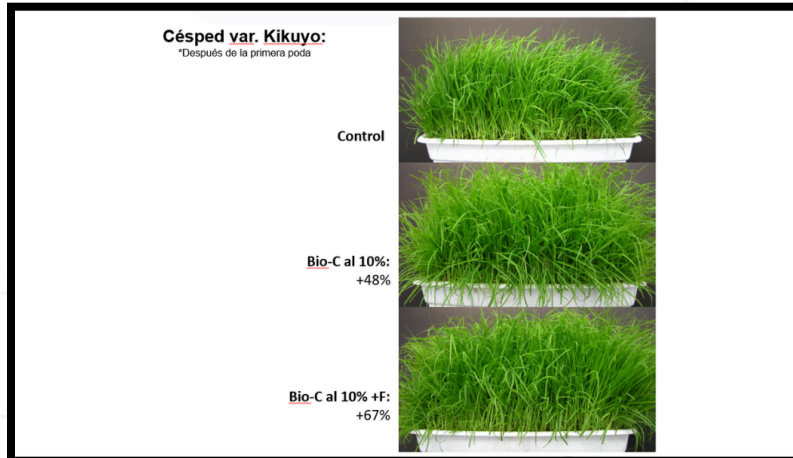 Césped var. Kikuyo:
*Después de la primera poda
Control
Bio-C al 10%:
+48%
Bio-C al 10% +F:
+67%